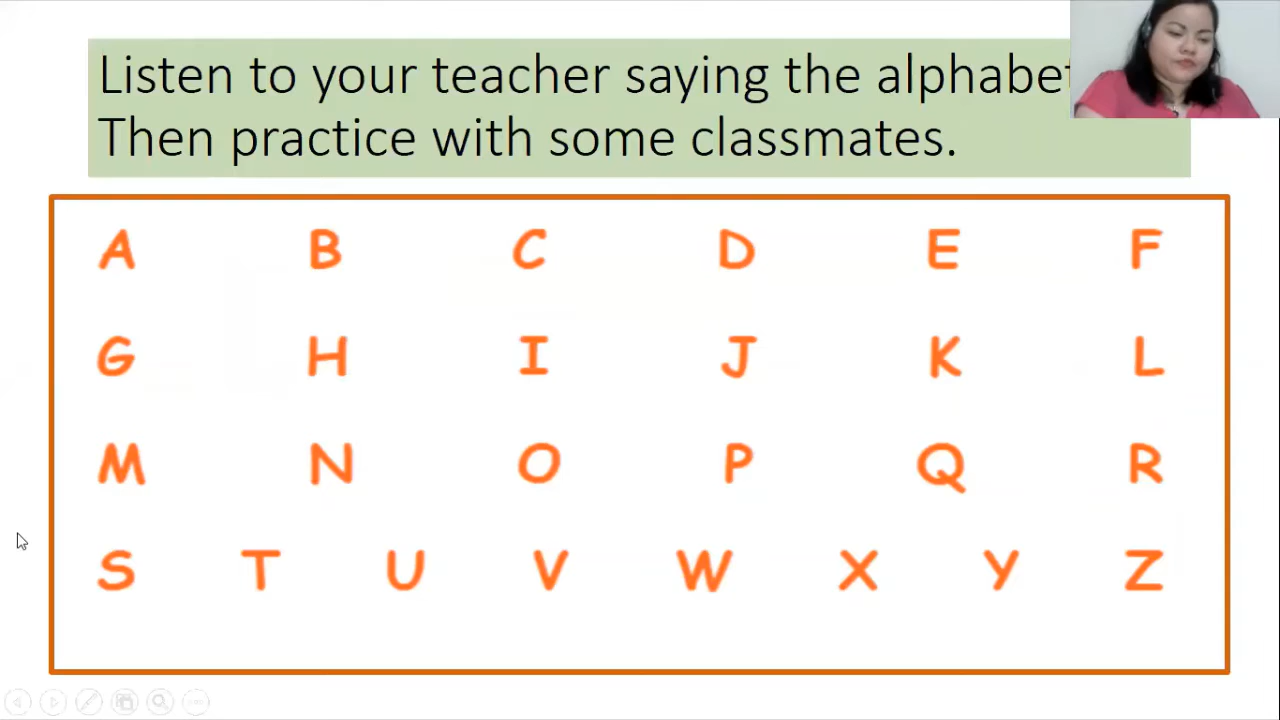 Listen to your teacher saying the alphabet
Then practice with some classmates.
A B C D E F
G H I J K L
M N O P Q R
S T U V W X Y Z